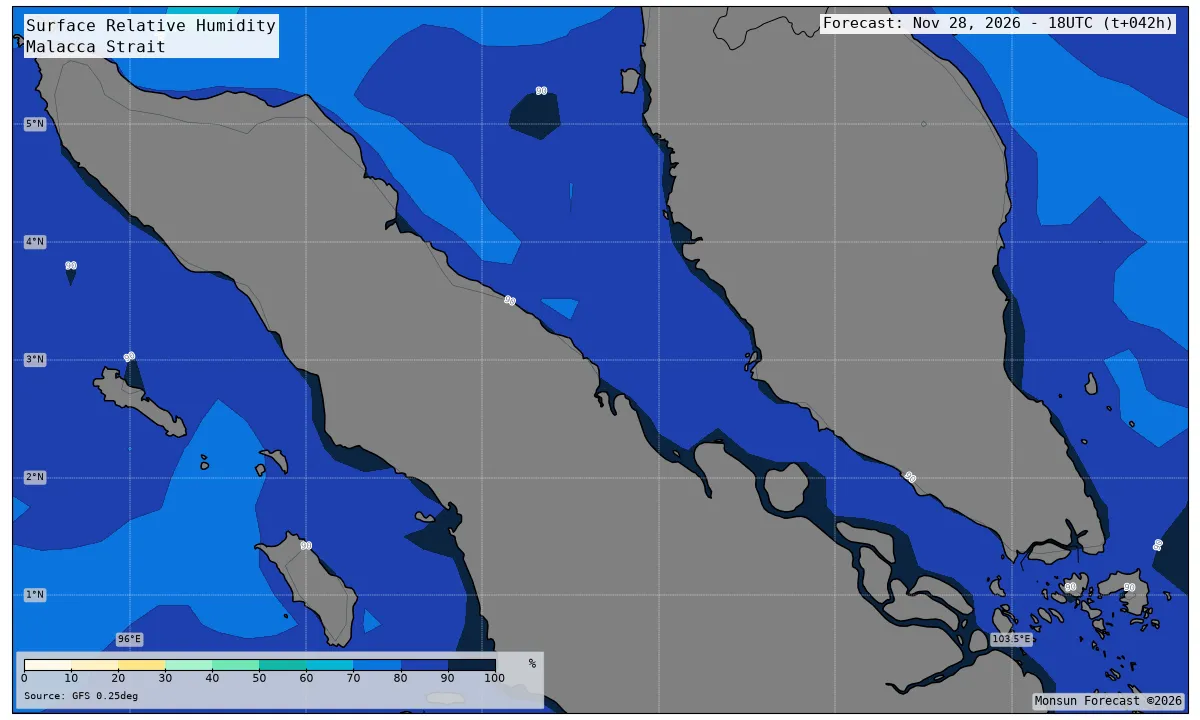 Surface Relative Humidity
Malacca Strait
Forecast: Nov 28, 2026 - 18UTC (t+042h)
90
5°N
4°N
90
90
90
3°N
2°N
90
90
90
1°N
90
90
96°E
103.5°E
%
0 10 20 30 40 50 60 70 80 90 100
Source: GFS 0.25deg
Monsun Forecast ©2026